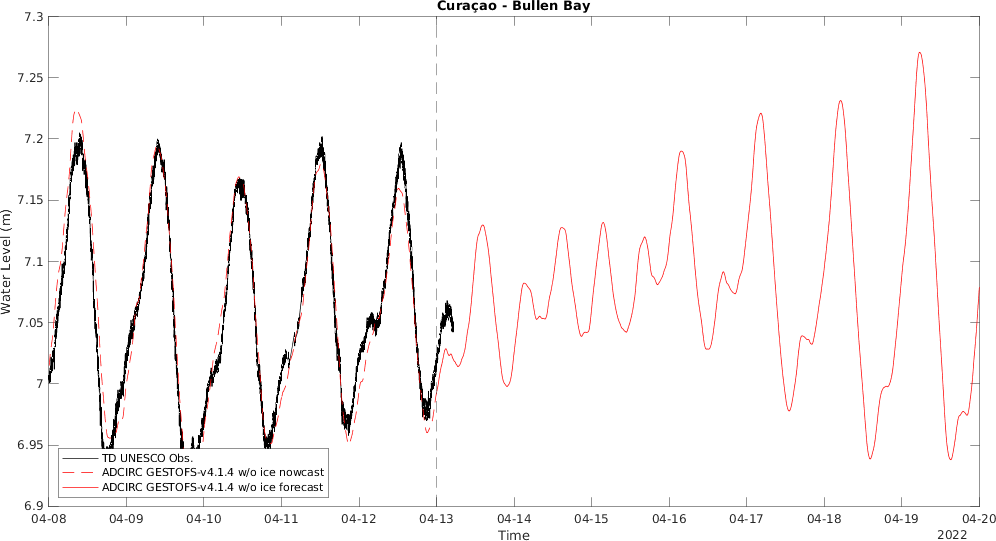 Curaçao - Bullen Bay
7.3
7.25
7.2
7.15
7.1
7.05
7
6.95
6.9
Water Level (m)
TD UNESCO Obs.
ADCIRC GESTOFS-v4.1.4 w/o ice nowcast
ADCIRC GESTOFS-v4.1.4 w/o ice forecast
04-08 04-09 04-10 04-11 04-12 04-13 04-14 04-15 04-16 04-17 04-18 04-19 04-20
Time
2022